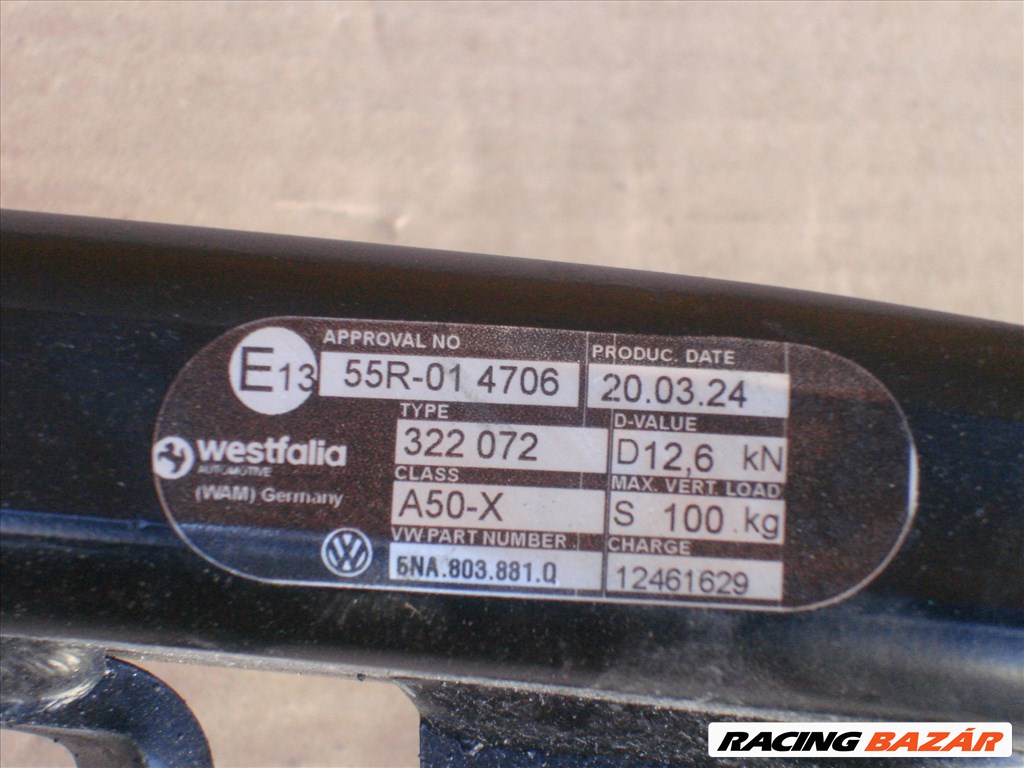 APPROVAL NO
PRODUC. DATE
E13
55R-01 4706
20.03.24
TYPE
D-VALUE
322 072
D12,6 kN
westfalia
AUTOMOTIVE
(WAM) Germany
CLASS
MAX. VERT. LOAD
A50-X
S 100 kg
VW PART NUMBER
CHARGE
5NA.803.881.Q
12461629
RACING BAZÁR